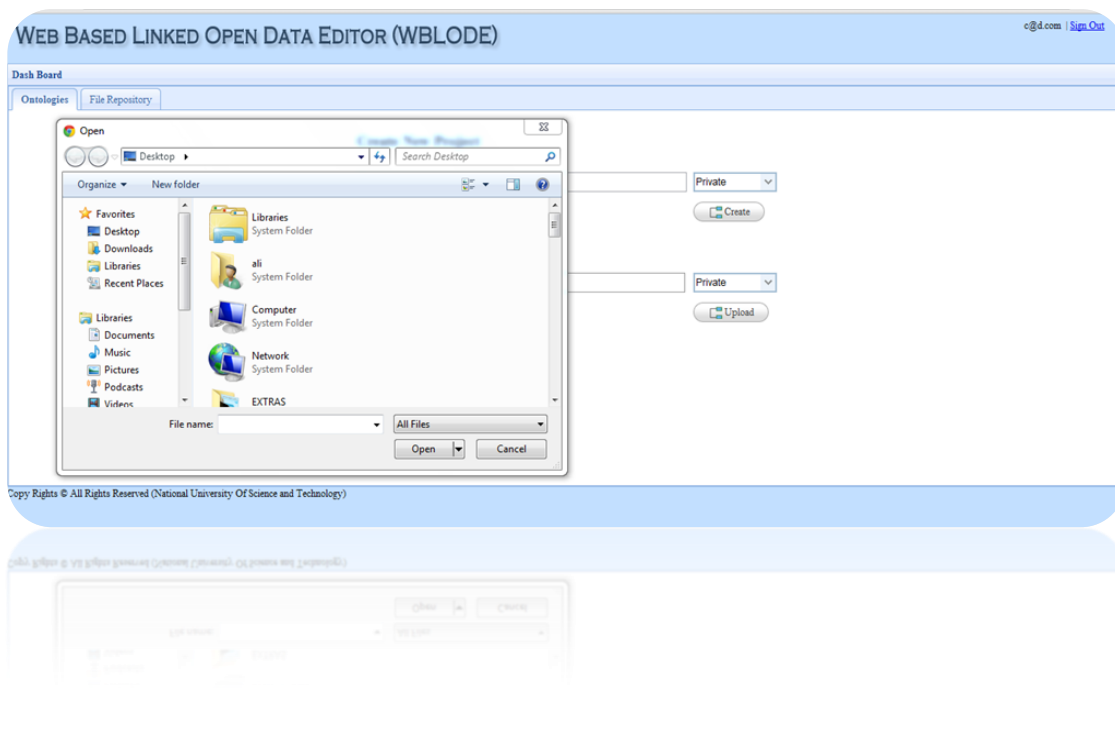 WEB BASED LINKED OPEN DATA EDITOR (WBLODE)
c@d.com | Sign Out
Dash Board
Ontologies File Repository
Open
Create New Project
Desktop
Search Desktop
Organize New folder
Private
Create
Favorites
Desktop
Downloads
Libraries
Recent Places
Libraries
Documents
Music
Pictures
Podcasts
Videos
Libraries
System Folder
ali
System Folder
Computer
System Folder
Network
System Folder
EXTRAS
Private
Upload
File name:
All Files
Open Cancel
Copy Rights © All Rights Reserved (National University Of Science and Technology)